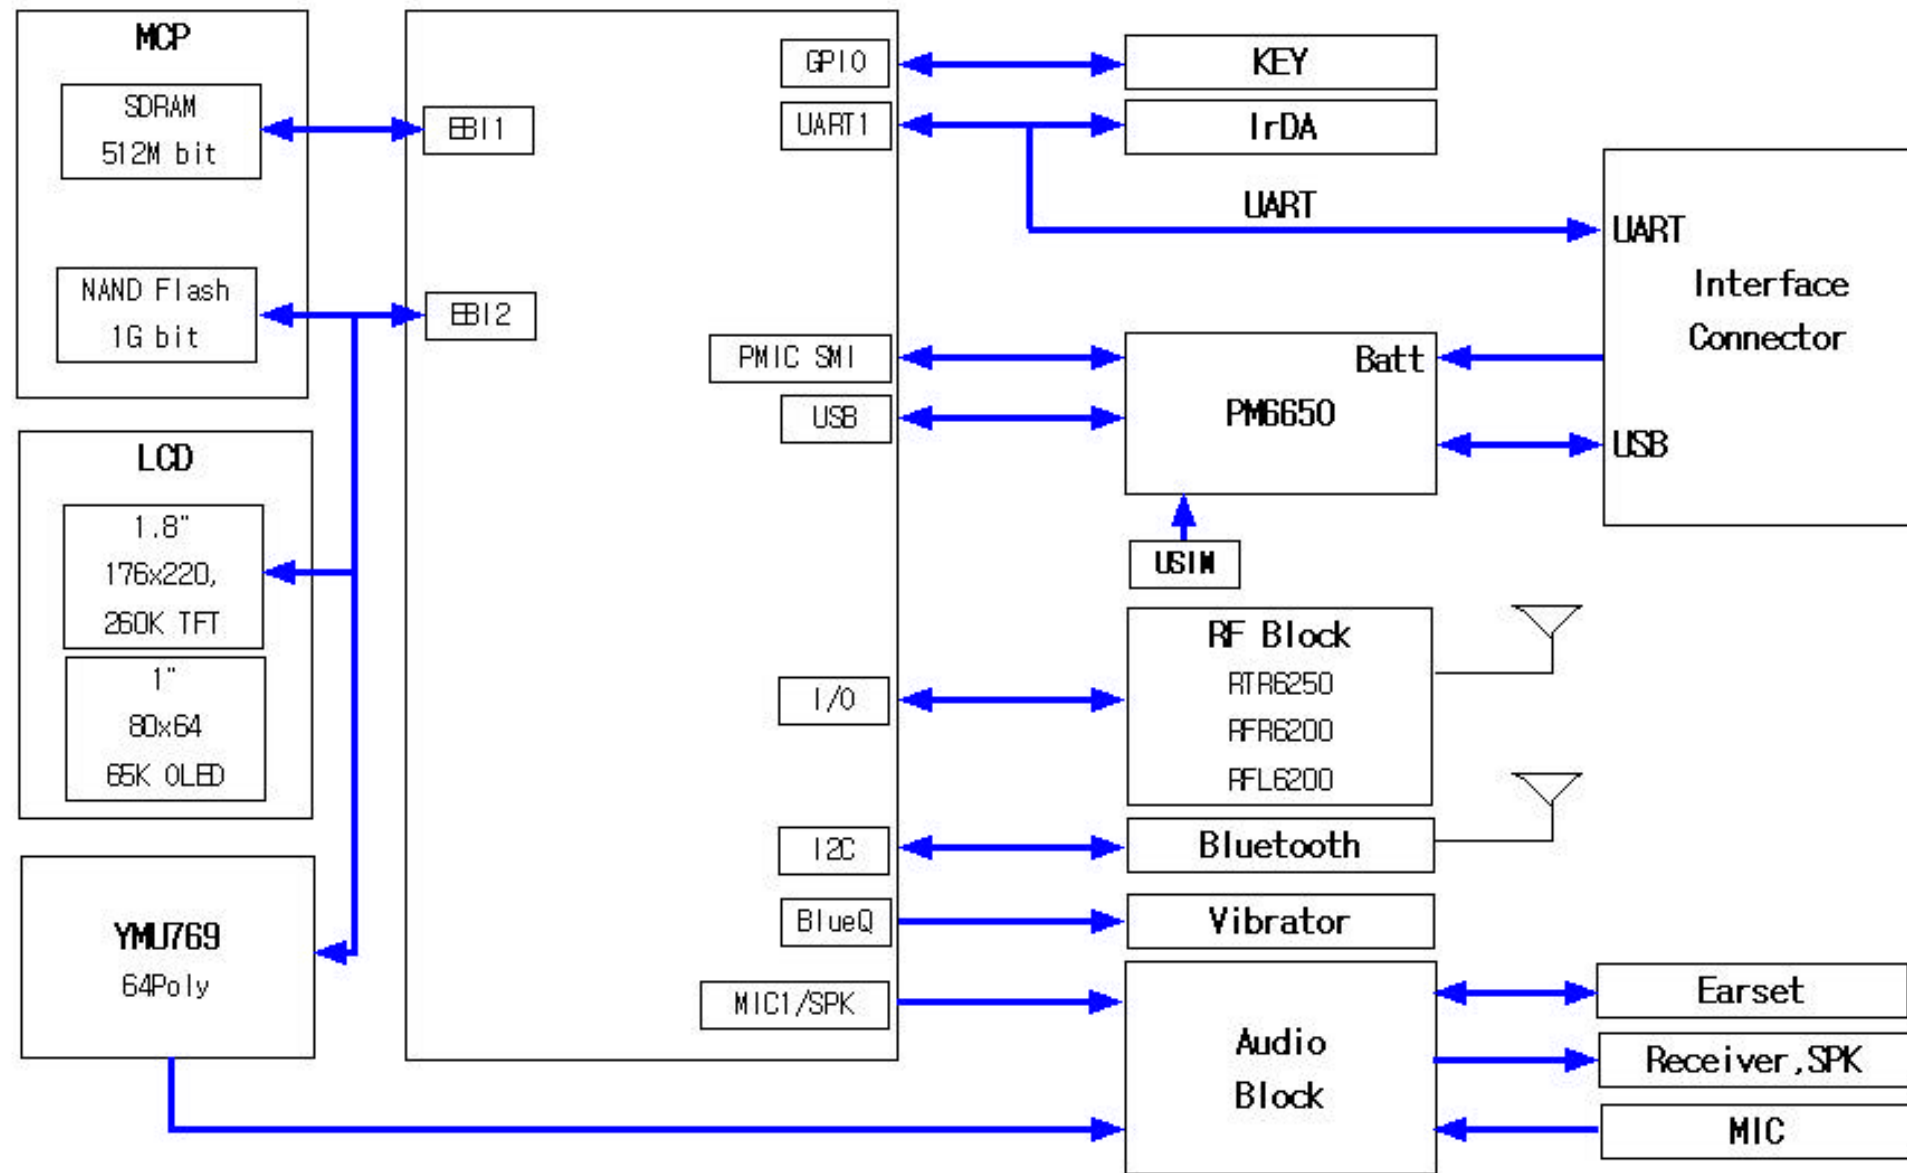 MCP
SDRAM
512M bit
NAND Flash
1G bit
LCD
1.8"
176x220,
260K TFT
1"
80x64
65K OLED
YMU769
64Poly
EBI1
EBI2
GPIO
UART1
PMIC SMI
USB
I/O
I2C
BlueQ
MIC1/SPK
KEY
IrDA
UART
Batt
PM6650
USIM
RF Block
RTR6250
RFR6200
RFL6200
Bluetooth
Vibrator
Audio
Block
UART
Interface
Connector
USB
Earset
Receiver,SPK
MIC